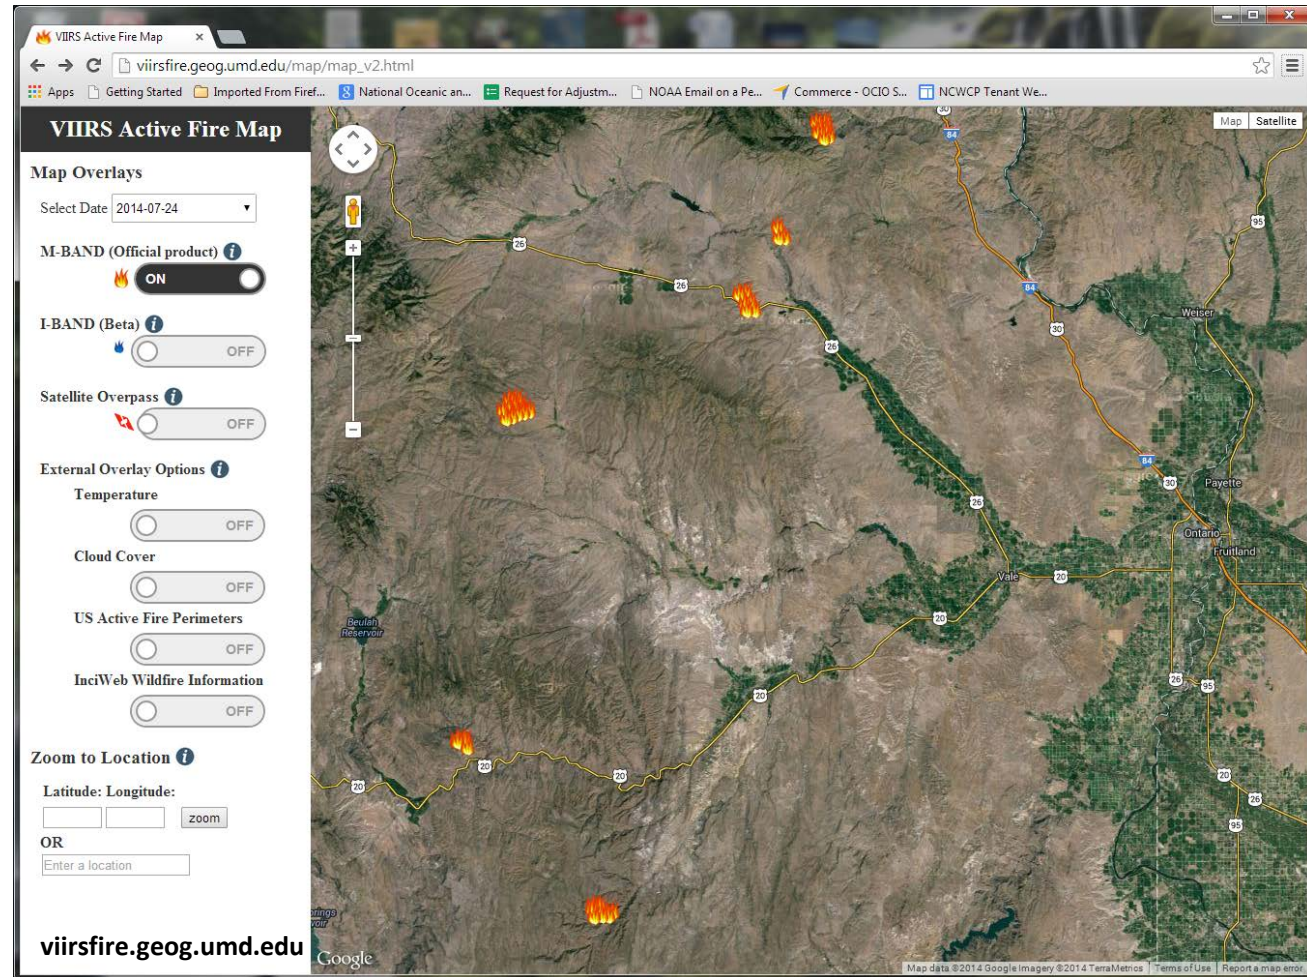 VIIRS Active Fire Map
viirsfire.geog.umd.edu/map/map_v2.html
Apps Getting Started Imported From Firef... National Oceanic an... Request for Adjustm... NOAA Email on a Pe... Commerce - OCIO S... NCWCP Tenant We...
VIIRS Active Fire Map
Map Overlays
Select Date 2014-07-24
M-BAND (Official product)
ON
I-BAND (Beta)
OFF
Satellite Overpass
OFF
External Overlay Options
Temperature
OFF
Cloud Cover
OFF
US Active Fire Perimeters
OFF
InciWeb Wildfire Information
OFF
Zoom to Location
Latitude: Longitude:
zoom
OR
Enter a location
viirsfire.geog.umd.edu
Map Satellite
30
84
95
26
26
84
Weiser
30
26
84
30
Payette
26
Ontario
Fruitland
Vale
20
20
Beulah
Reservoir
26
95
20
20
20
20
20
26
95
Google
Map data ©2014 Google Imagery ©2014 TerraMetrics
Terms of Use
Report a map error